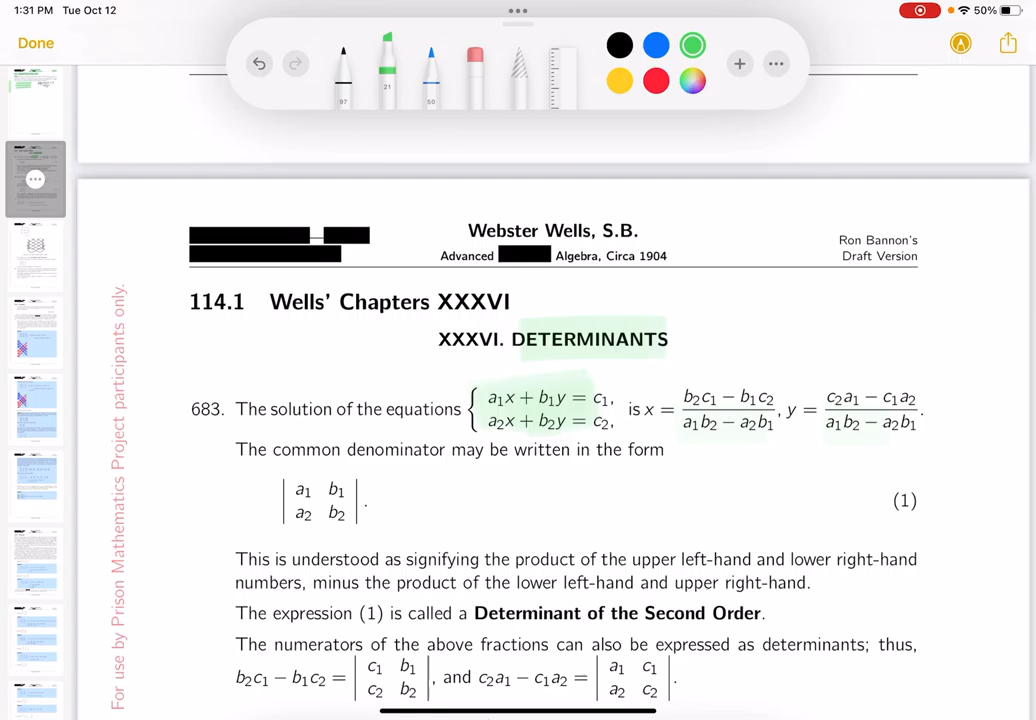 1:31 PM Tue Oct 12
50%
Done
97
21
50
Webster Wells, S.B.
Advanced Algebra, Circa 1904
Ron Bannon's
Draft Version
114.1 Wells' Chapters XXXVI
XXXVI. DETERMINANTS
683. The solution of the equations { a₁x + b₁y = c₁, a₂x + b₂y = c₂, is x = (b₂c₁ − b₁c₂)/(a₁b₂ − a₂b₁), y = (c₂a₁ − c₁a₂)/(a₁b₂ − a₂b₁).
The common denominator may be written in the form
| a₁ b₁ |
| a₂ b₂ | . (1)
This is understood as signifying the product of the upper left-hand and lower right-hand
numbers, minus the product of the lower left-hand and upper right-hand.
The expression (1) is called a Determinant of the Second Order.
The numerators of the above fractions can also be expressed as determinants; thus,
b₂c₁ − b₁c₂ = | c₁ b₁ ; c₂ b₂ |, and c₂a₁ − c₁a₂ = | a₁ c₁ ; a₂ c₂ |.
For use by Prison Mathematics Project participants only.